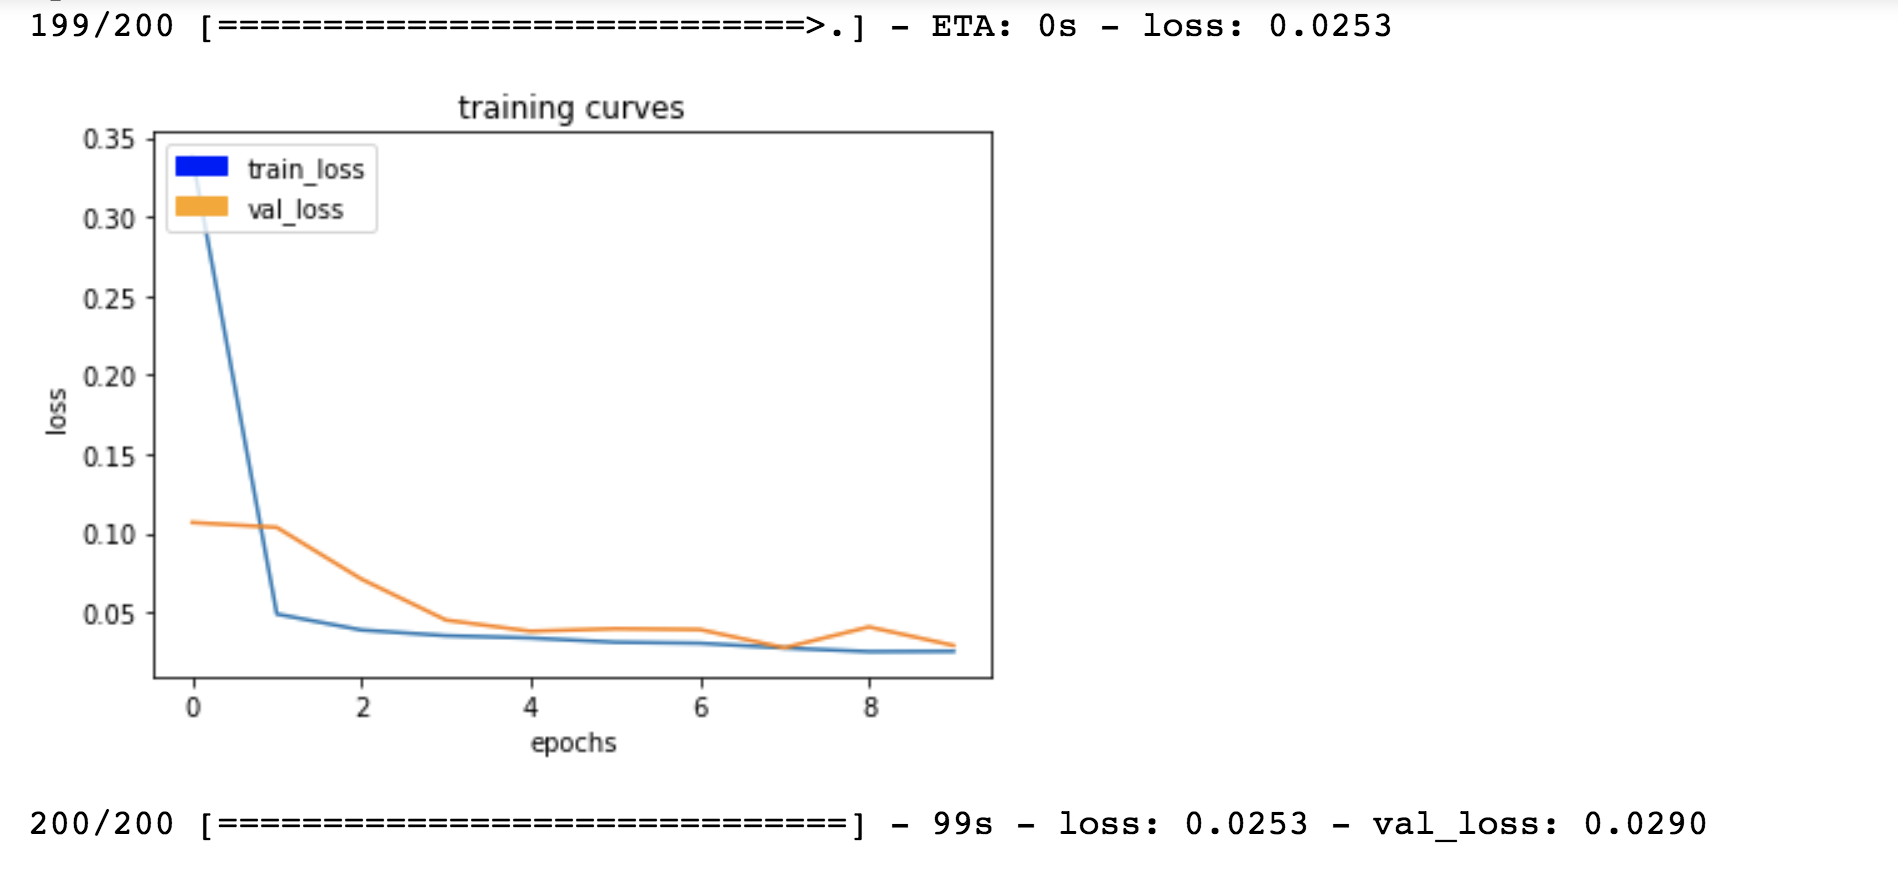 199/200 [============================>.] - ETA: 0s - loss: 0.0253
training curves
0.35
train_loss
val_loss
0.30
0.25
0.20
loss
0.15
0.10
0.05
0 2 4 6 8
epochs
200/200 [==============================] - 99s - loss: 0.0253 - val_loss: 0.0290